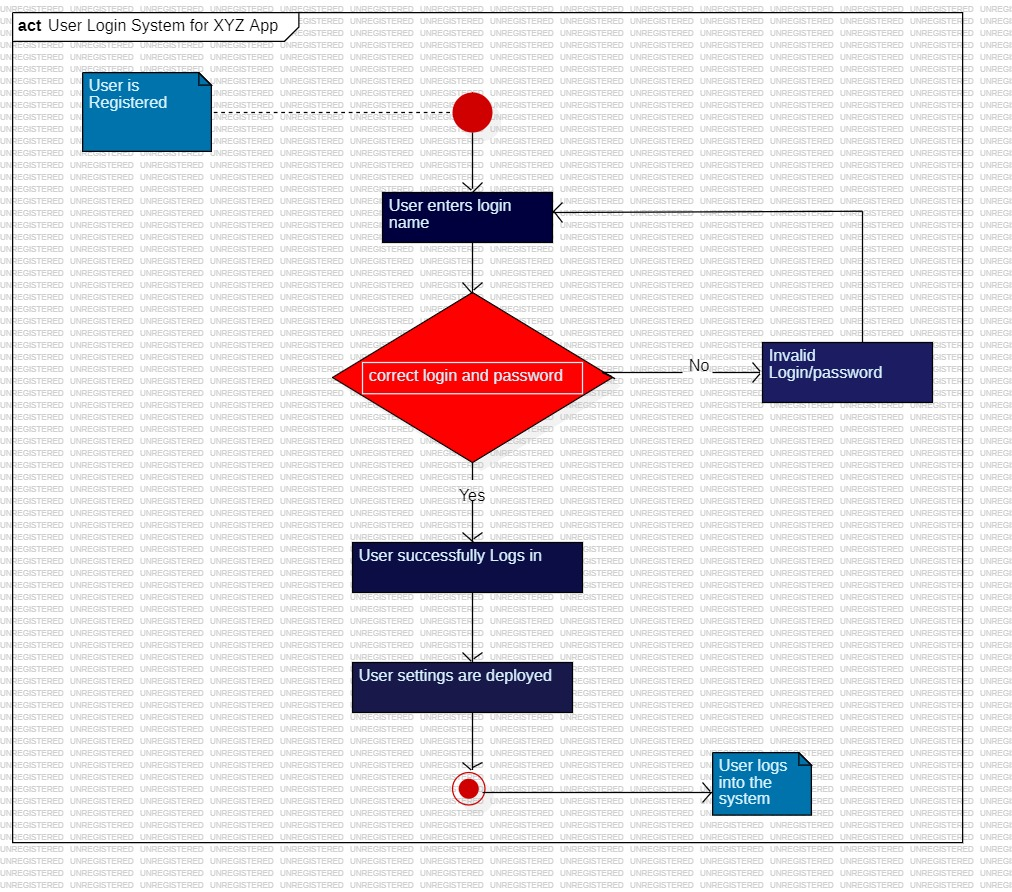 act User Login System for XYZ App
User is
Registered
User enters login
name
correct login and password
No
Invalid
Login/password
Yes
User successfully Logs in
User settings are deployed
User logs
into the
system
UNREGISTERED